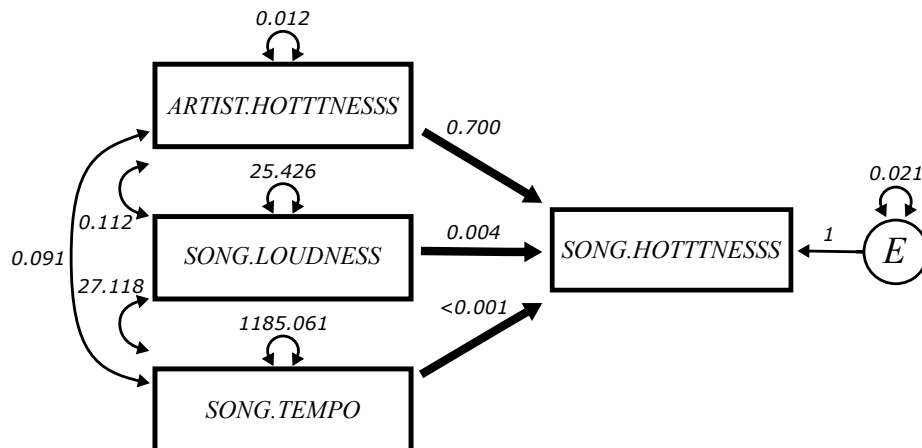 0.012
ARTIST.HOTTTNESSS
0.700
25.426
0.021
0.112
SONG.LOUDNESS
0.004
SONG.HOTTTNESSS
1
E
0.091
27.118
1185.061
<0.001
SONG.TEMPO